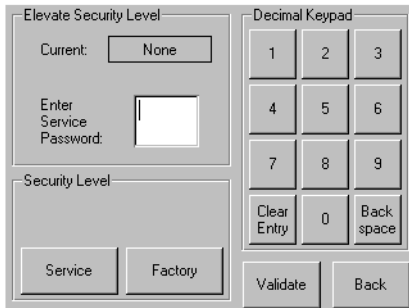 Elevate Security Level
Current: None
Enter
Service
Password:
Security Level
Service Factory
Decimal Keypad
1 2 3
4 5 6
7 8 9
Clear
Entry
0
Back
space
Validate Back